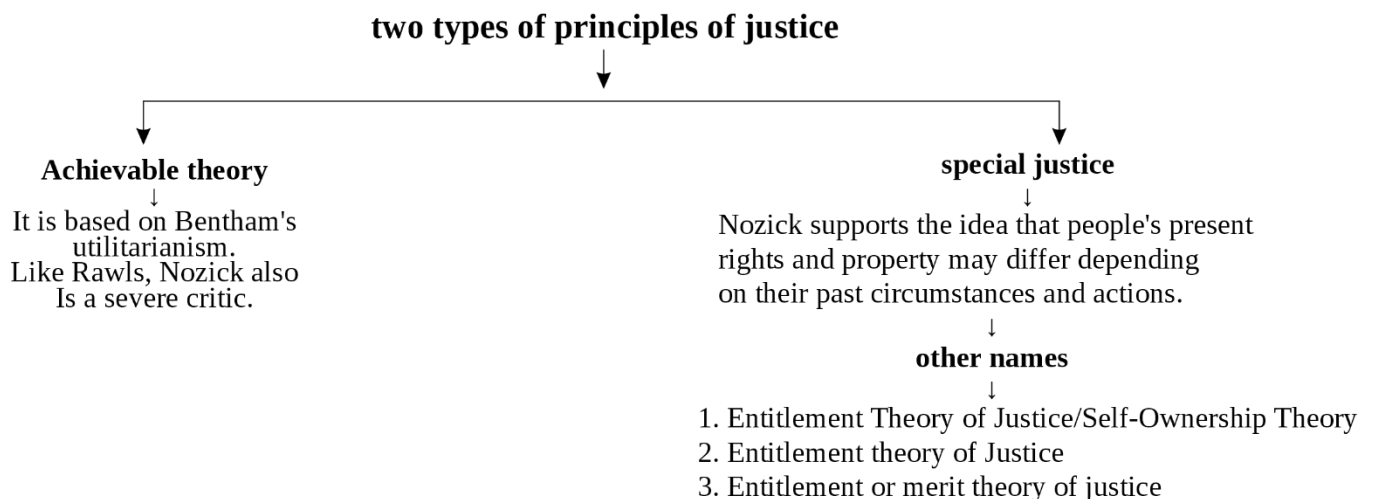 two types of principles of justice
Achievable theory
It is based on Bentham's
utilitarianism.
Like Rawls, Nozick also
Is a severe critic.
special justice
Nozick supports the idea that people's present
rights and property may differ depending
on their past circumstances and actions.
other names
1. Entitlement Theory of Justice/Self-Ownership Theory
2. Entitlement theory of Justice
3. Entitlement or merit theory of justice